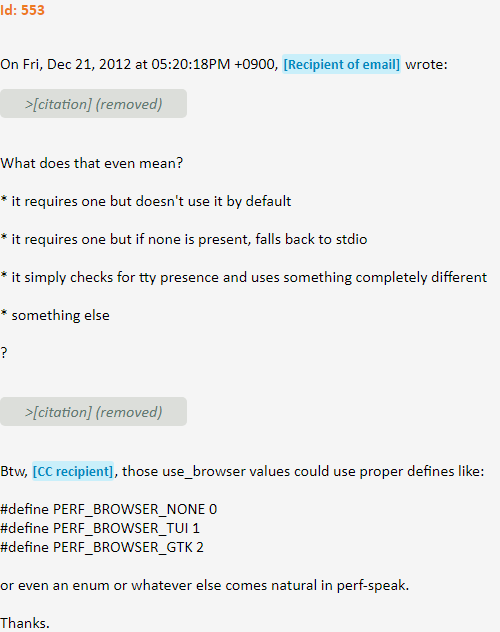 Id: 553
On Fri, Dec 21, 2012 at 05:20:18PM +0900, [Recipient of email] wrote:
>[citation] (removed)
What does that even mean?
* it requires one but doesn't use it by default
* it requires one but if none is present, falls back to stdio
* it simply checks for tty presence and uses something completely different
* something else
?
>[citation] (removed)
Btw, [CC recipient], those use_browser values could use proper defines like:
#define PERF_BROWSER_NONE 0
#define PERF_BROWSER_TUI 1
#define PERF_BROWSER_GTK 2
or even an enum or whatever else comes natural in perf-speak.
Thanks.